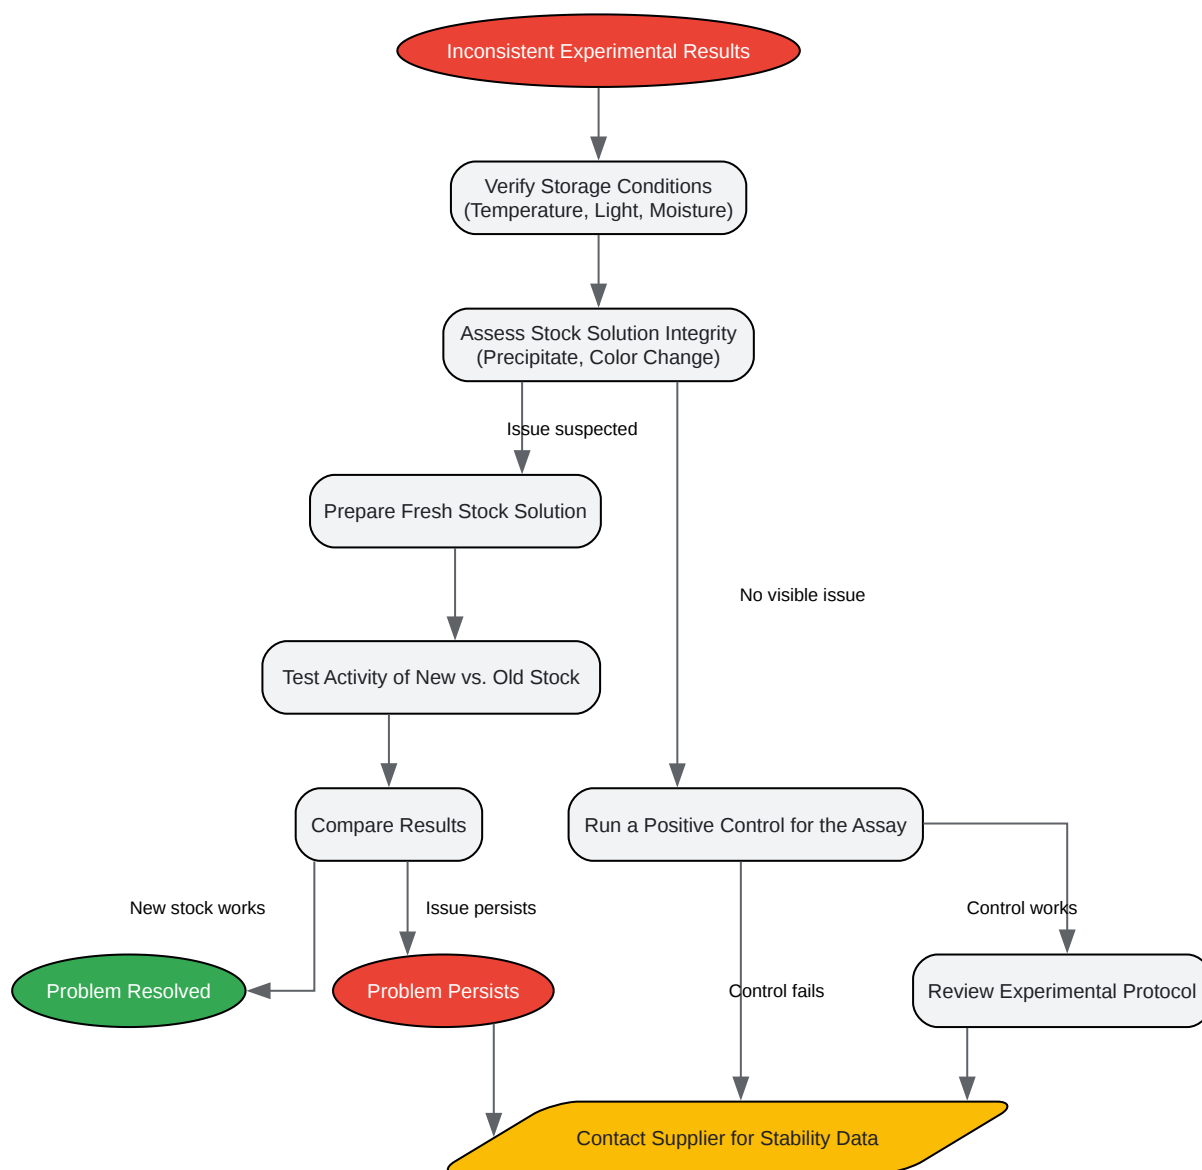 Inconsistent Experimental Results
Verify Storage Conditions
(Temperature, Light, Moisture)
Assess Stock Solution Integrity
(Precipitate, Color Change)
Issue suspected
Prepare Fresh Stock Solution
No visible issue
Test Activity of New vs. Old Stock
Compare Results
Run a Positive Control for the Assay
New stock works
Issue persists
Control works
Problem Resolved
Problem Persists
Control fails
Review Experimental Protocol
Contact Supplier for Stability Data